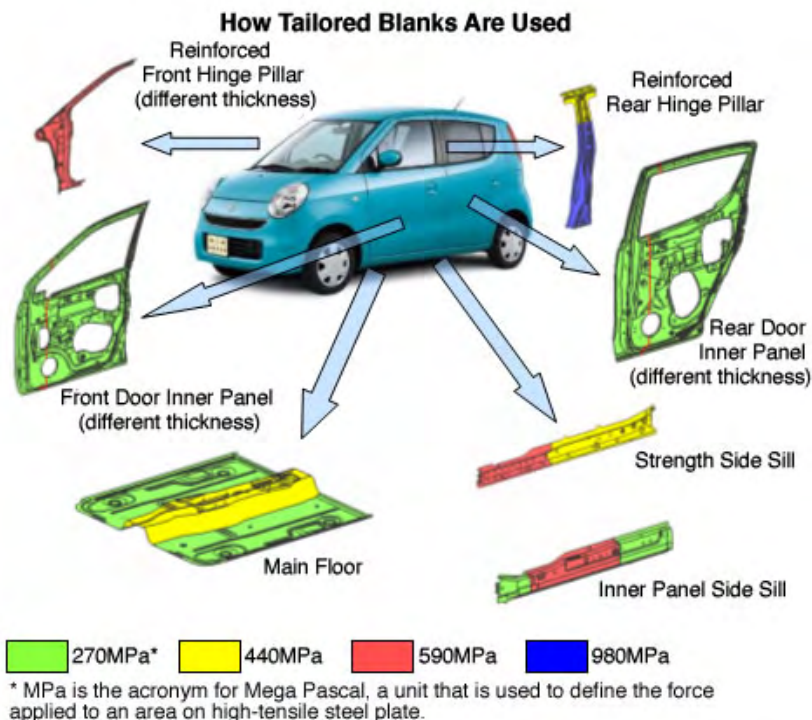 How Tailored Blanks Are Used
Reinforced
Front Hinge Pillar
(different thickness)
Reinforced
Rear Hinge Pillar
Front Door Inner Panel
(different thickness)
Rear Door
Inner Panel
(different thickness)
Main Floor
Strength Side Sill
Inner Panel Side Sill
270MPa*
440MPa
590MPa
980MPa
* MPa is the acronym for Mega Pascal, a unit that is used to define the force
applied to an area on high-tensile steel plate.